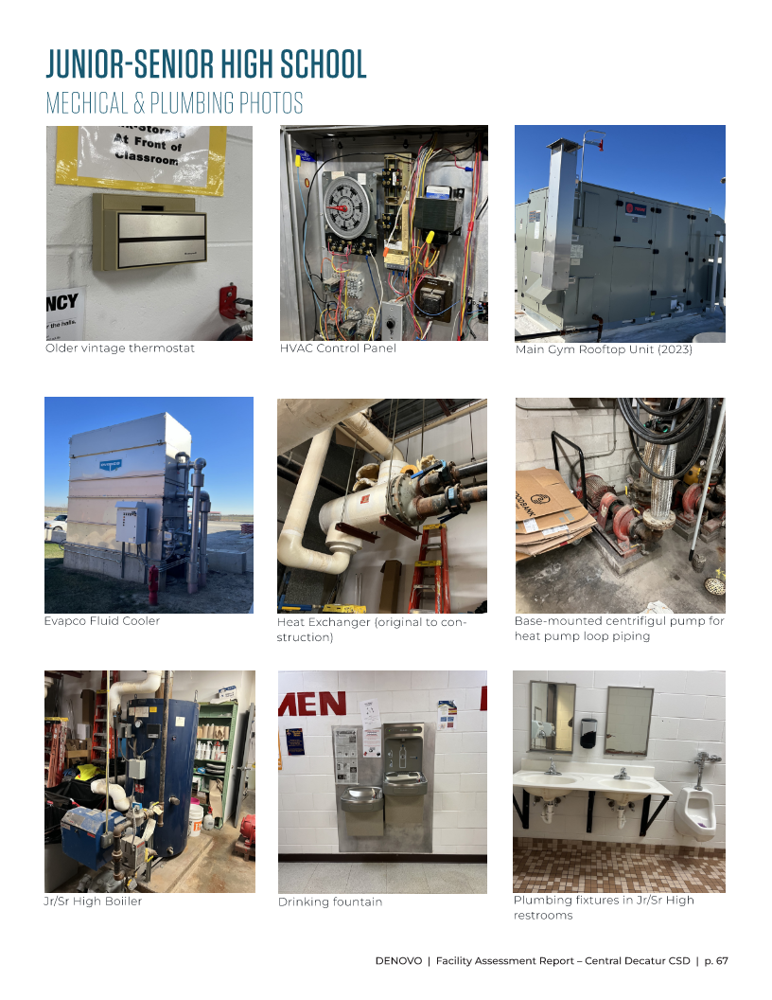 JUNIOR-SENIOR HIGH SCHOOL
MECHICAL & PLUMBING PHOTOS
At Front of
Classroom
NCY
r the halls.
Older vintage thermostat
HVAC Control Panel
Main Gym Rooftop Unit (2023)
Evapco Fluid Cooler
Heat Exchanger (original to con-
struction)
Base-mounted centrifigul pump for
heat pump loop piping
MEN
Jr/Sr High Boiiler
Drinking fountain
Plumbing fixtures in Jr/Sr High
restrooms
DENOVO | Facility Assessment Report – Central Decatur CSD | p. 67